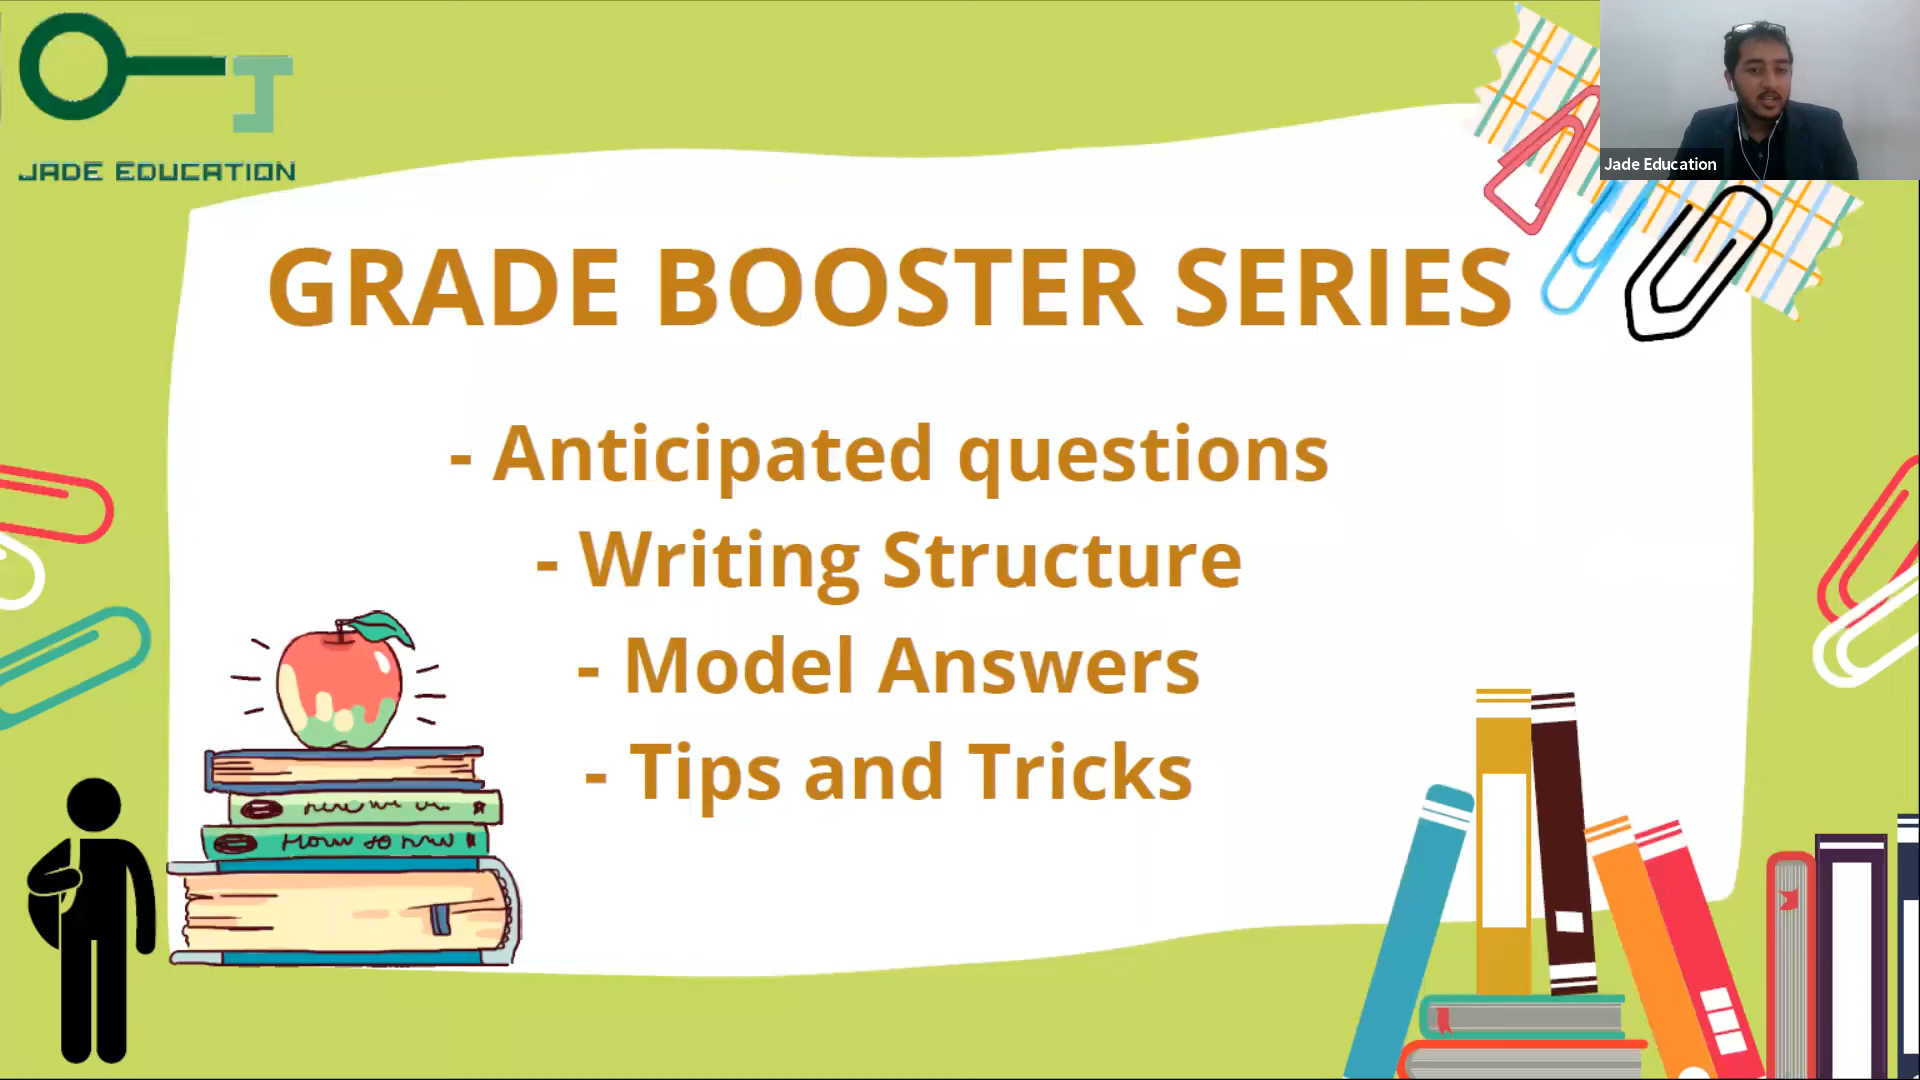 JADE EDUCATION
Jade Education
GRADE BOOSTER SERIES
- Anticipated questions
- Writing Structure
- Model Answers
- Tips and Tricks